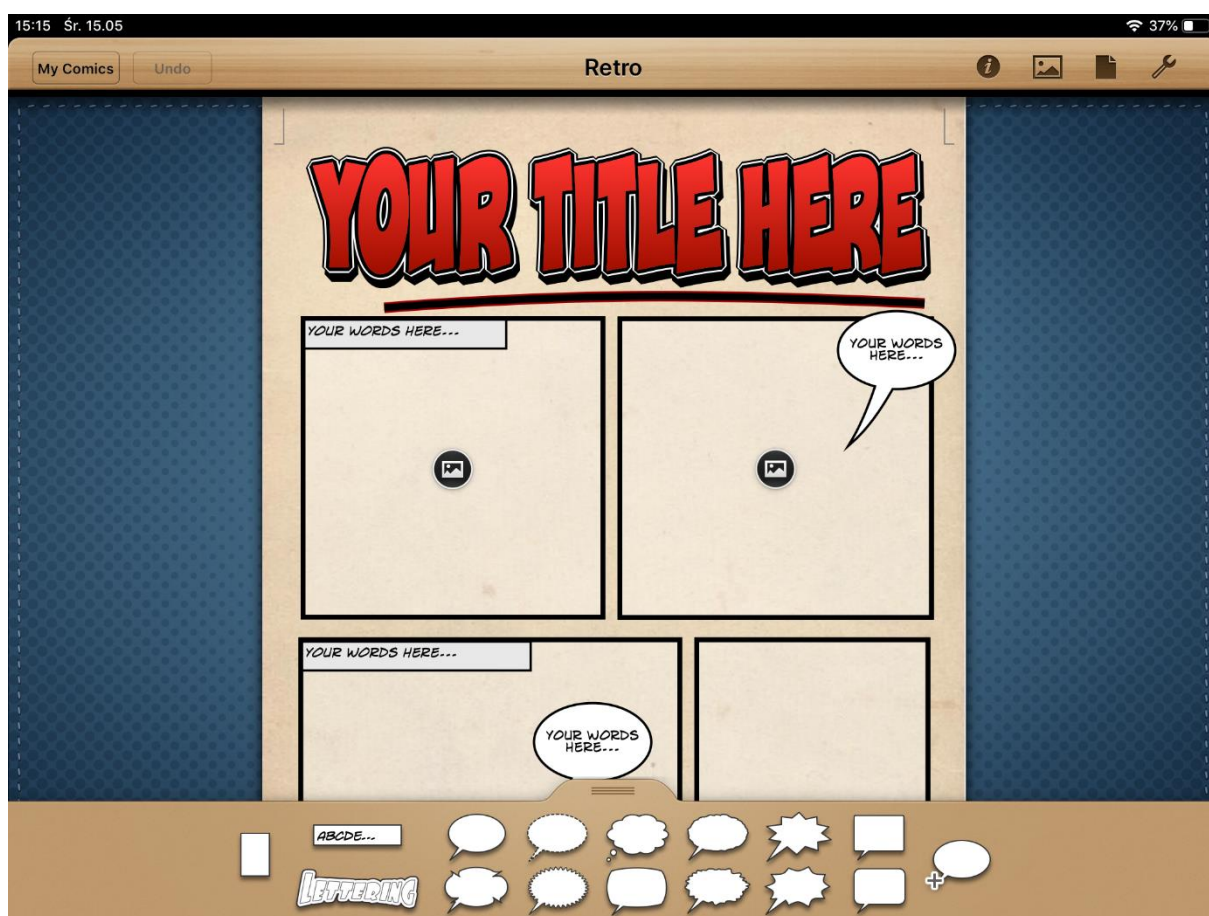 15:15 Śr. 15.05
37%
My Comics
Undo
Retro
YOUR TITLE HERE
YOUR WORDS HERE...
YOUR WORDS
HERE...
YOUR WORDS HERE...
YOUR WORDS
HERE...
ABCDE...
LETTERING